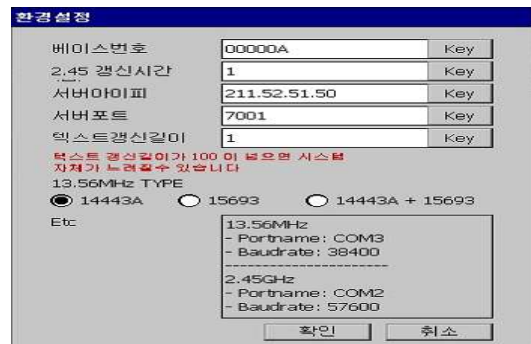 환경설정
베이스번호 00000A Key
2.45 갱신시간 1 Key
서버아이피 211.52.51.50 Key
서버포트 7001 Key
텍스트갱신길이 1 Key
텍스트 갱신길이가 100 이 넘으면 시스템
자체가 느려질수 있습니다
13.56MHz TYPE
14443A 15693 14443A + 15693
Etc
13.56MHz
- Portname: COM3
- Baudrate: 38400
---------------------
2.45GHz
- Portname: COM2
- Baudrate: 57600
확인 취소